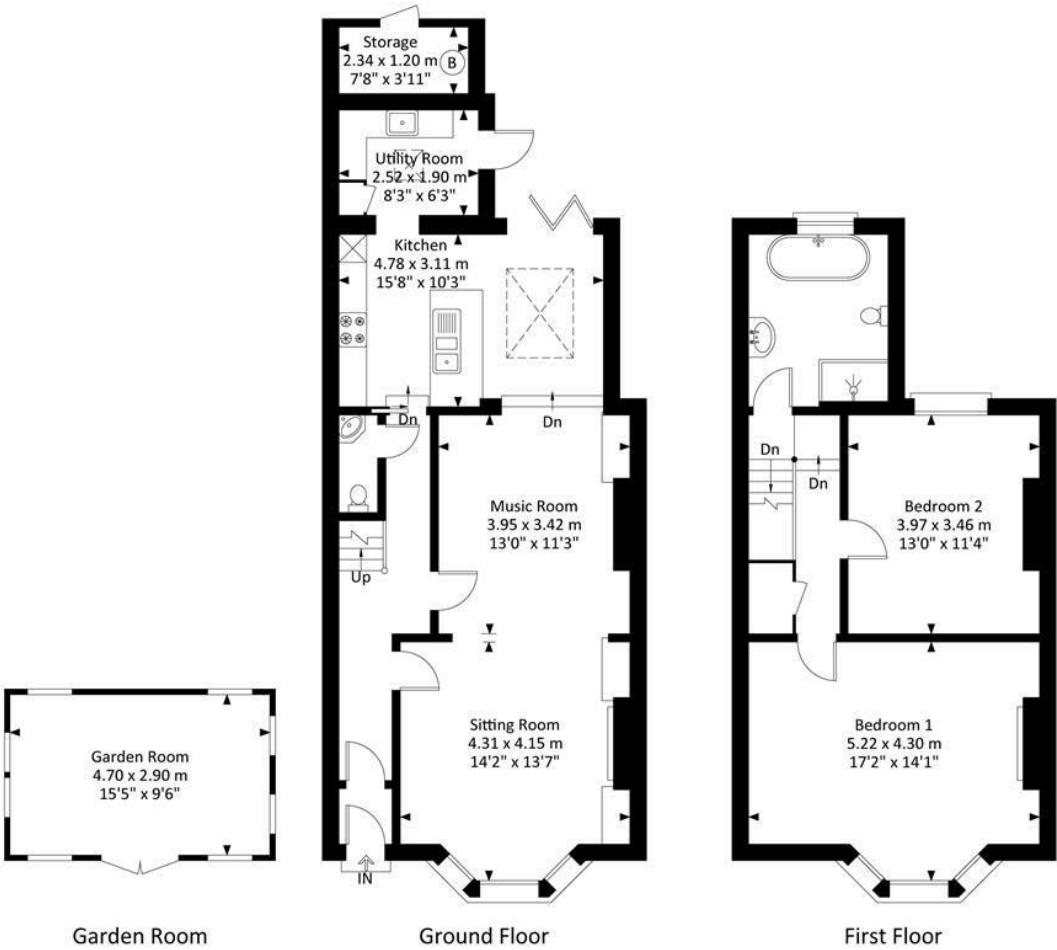 Storage
2.34 x 1.20 m
7'8" x 3'11"
B
Utility Room
2.52 x 1.90 m
8'3" x 6'3"
Kitchen
4.78 x 3.11 m
15'8" x 10'3"
Dn
Dn
Music Room
3.95 x 3.42 m
13'0" x 11'3"
Up
Sitting Room
4.31 x 4.15 m
14'2" x 13'7"
IN
Garden Room
4.70 x 2.90 m
15'5" x 9'6"
Dn
Dn
Bedroom 2
3.97 x 3.46 m
13'0" x 11'4"
Bedroom 1
5.22 x 4.30 m
17'2" x 14'1"
Garden Room
Ground Floor
First Floor